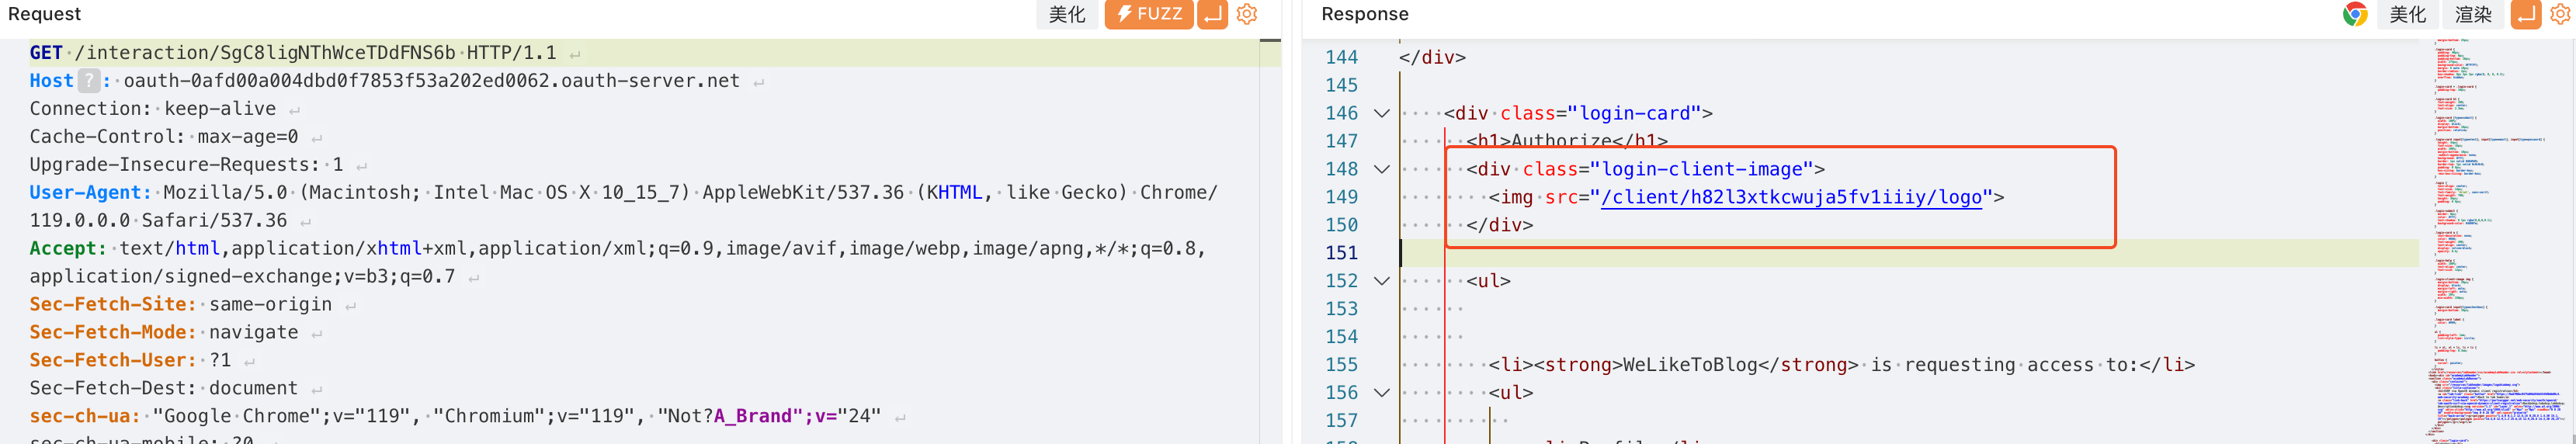 Request
美化
FUZZ
GET /interaction/SgC8ligNThWceTDdFNS6b HTTP/1.1
Host ? : oauth-0afd00a004dbd0f7853f53a202ed0062.oauth-server.net
Connection: keep-alive
Cache-Control: max-age=0
Upgrade-Insecure-Requests: 1
User-Agent: Mozilla/5.0 (Macintosh; Intel Mac OS X 10_15_7) AppleWebKit/537.36 (KHTML, like Gecko) Chrome/
119.0.0.0 Safari/537.36
Accept: text/html,application/xhtml+xml,application/xml;q=0.9,image/avif,image/webp,image/apng,*/*;q=0.8,
application/signed-exchange;v=b3;q=0.7
Sec-Fetch-Site: same-origin
Sec-Fetch-Mode: navigate
Sec-Fetch-User: ?1
Sec-Fetch-Dest: document
sec-ch-ua: "Google Chrome";v="119", "Chromium";v="119", "Not?A_Brand";v="24"
sec-ch-ua-mobile: ?0
Response
美化
渲染
144 </div>
145
146 <div class="login-card">
147 <h1>Authorize</h1>
148 <div class="login-client-image">
149 <img src="/client/h82l3xtkcwuja5fv1iiiy/logo">
150 </div>
151
152 <ul>
153
154
155 <li><strong>WeLikeToBlog</strong> is requesting access to:</li>
156 <ul>
157